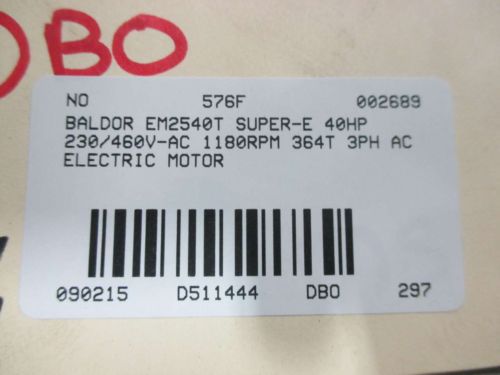 DBO
NO 576F 002689
BALDOR EM2540T SUPER-E 40HP
230/460V-AC 1180RPM 364T 3PH AC
ELECTRIC MOTOR
090215 D511444 DBO 297